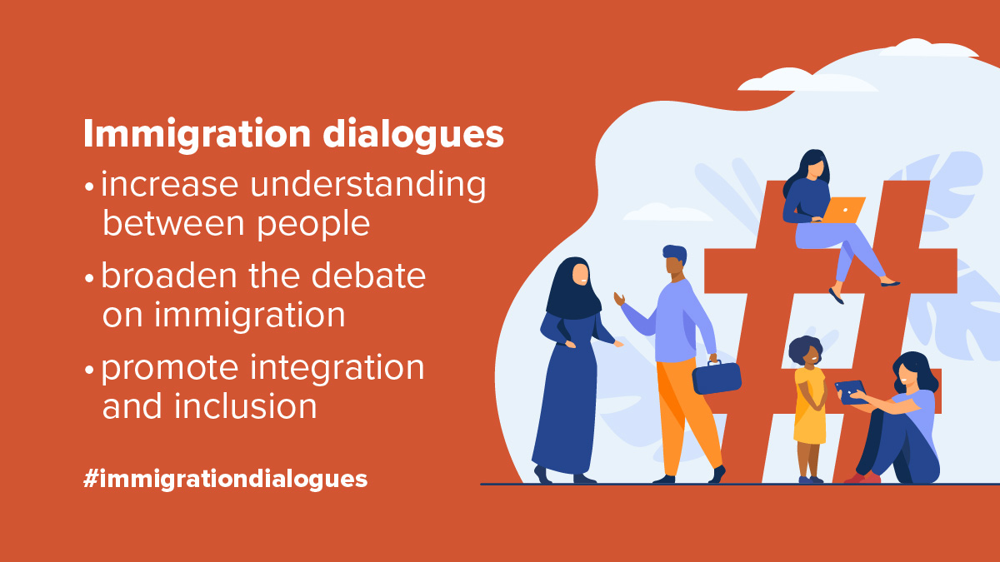 Immigration dialogues
• increase understanding
between people
• broaden the debate
on immigration
• promote integration
and inclusion
#immigrationdialogues